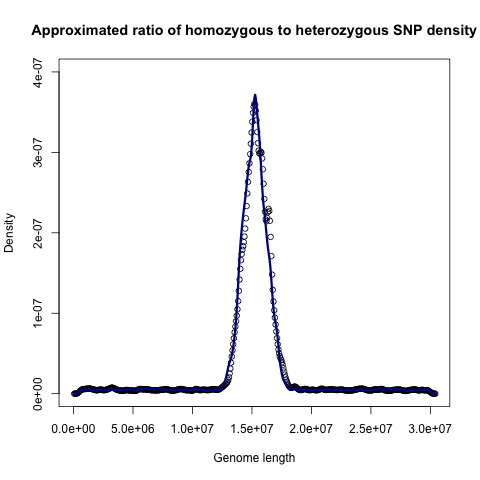 Approximated ratio of homozygous to heterozygous SNP density
4e-07
3e-07
2e-07
1e-07
0e+00
Density
0.0e+00 5.0e+06 1.0e+07 1.5e+07 2.0e+07 2.5e+07 3.0e+07
Genome length